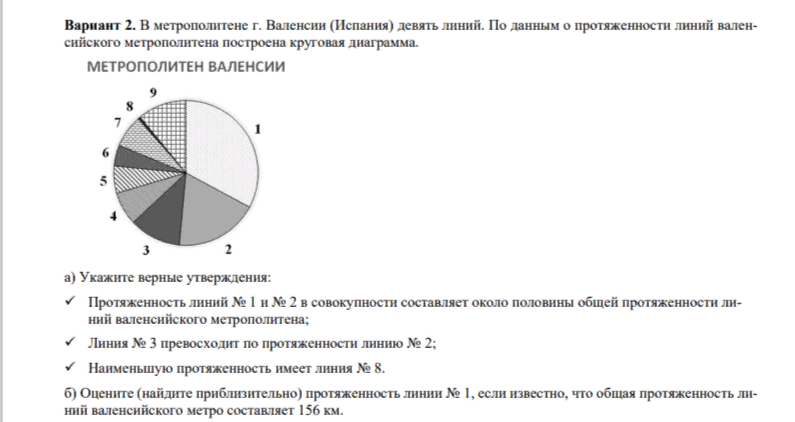 Вариант 2. В метрополитене г. Валенсии (Испания) девять линий. По данным о протяженности линий вален-
сийского метрополитена построена круговая диаграмма.
МЕТРОПОЛИТЕН ВАЛЕНСИИ
9
8
7
1
6
5
4
3
2
а) Укажите верные утверждения:
✓ Протяженность линий № 1 и № 2 в совокупности составляет около половины общей протяженности ли-
ний валенсийского метрополитена;
✓ Линия № 3 превосходит по протяженности линию № 2;
✓ Наименьшую протяженность имеет линия № 8.
б) Оцените (найдите приблизительно) протяженность линии № 1, если известно, что общая протяженность ли-
ний валенсийского метро составляет 156 км.